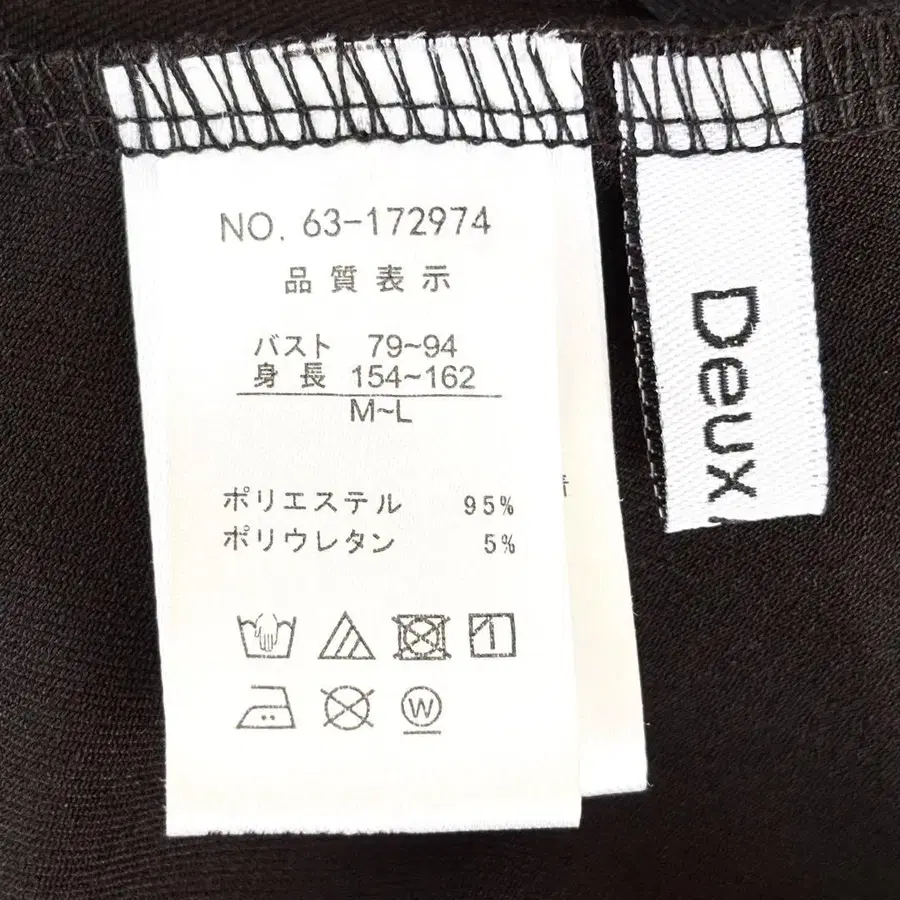 NO. 63-172974
品質表示
バスト 79~94
身長 154~162
M~L
ポリエステル 95%
ポリウレタン 5%
W
Deux